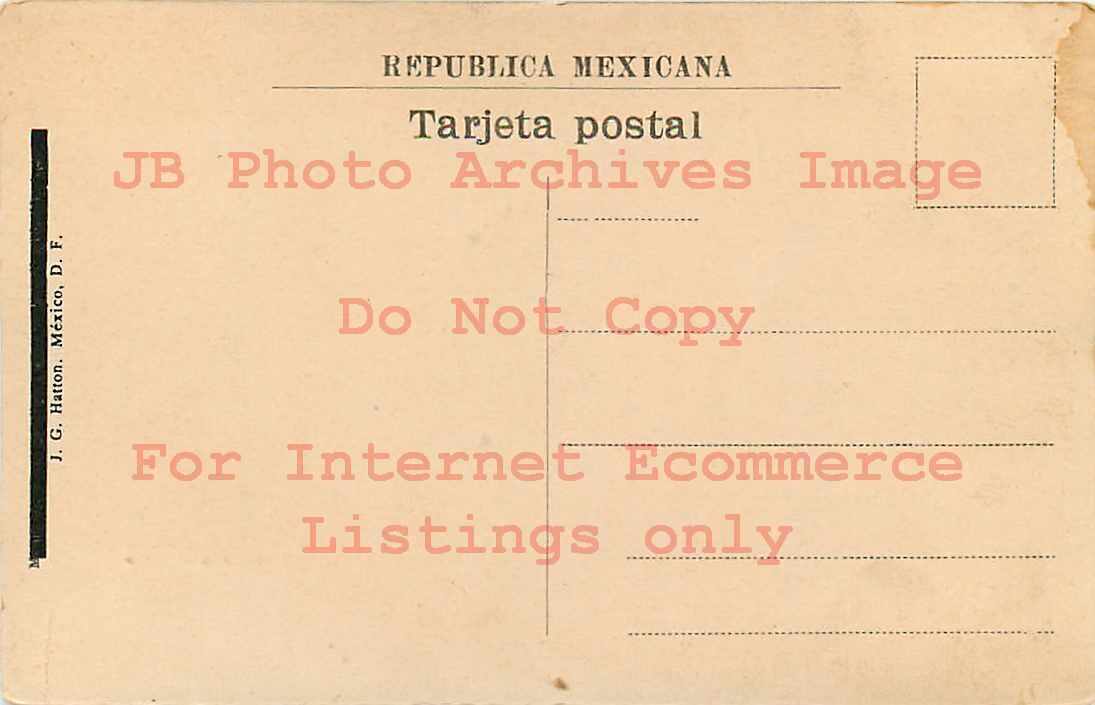 REPUBLICA MEXICANA
Tarjeta postal
JB Photo Archives Image
Do Not Copy
For Internet Ecommerce
Listings only
J. G. Hatton. México, D. F.
M